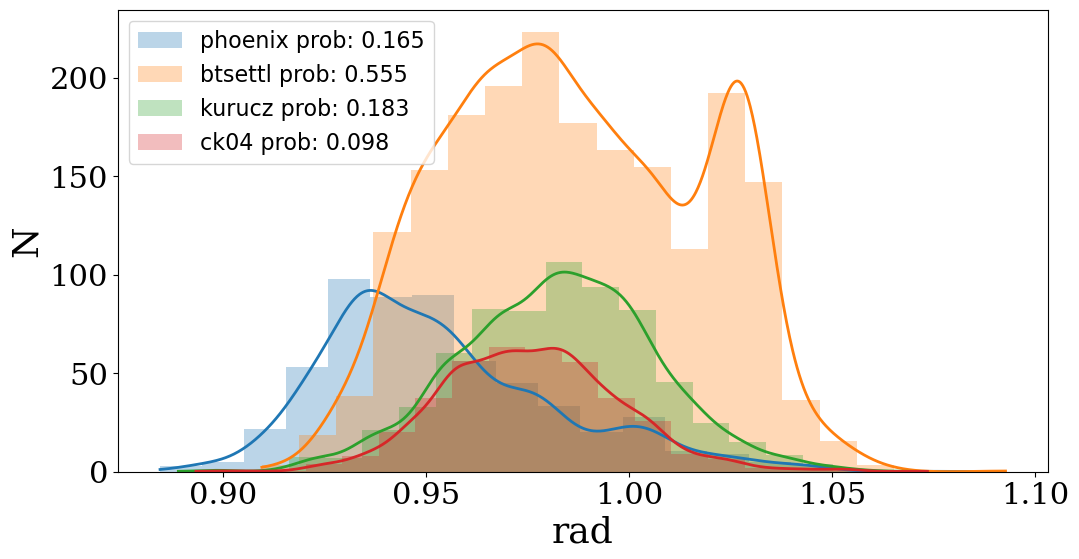 phoenix prob: 0.165
btsettl prob: 0.555
kurucz prob: 0.183
ck04 prob: 0.098
N
200
150
100
50
0
0.90 0.95 1.00 1.05 1.10
rad